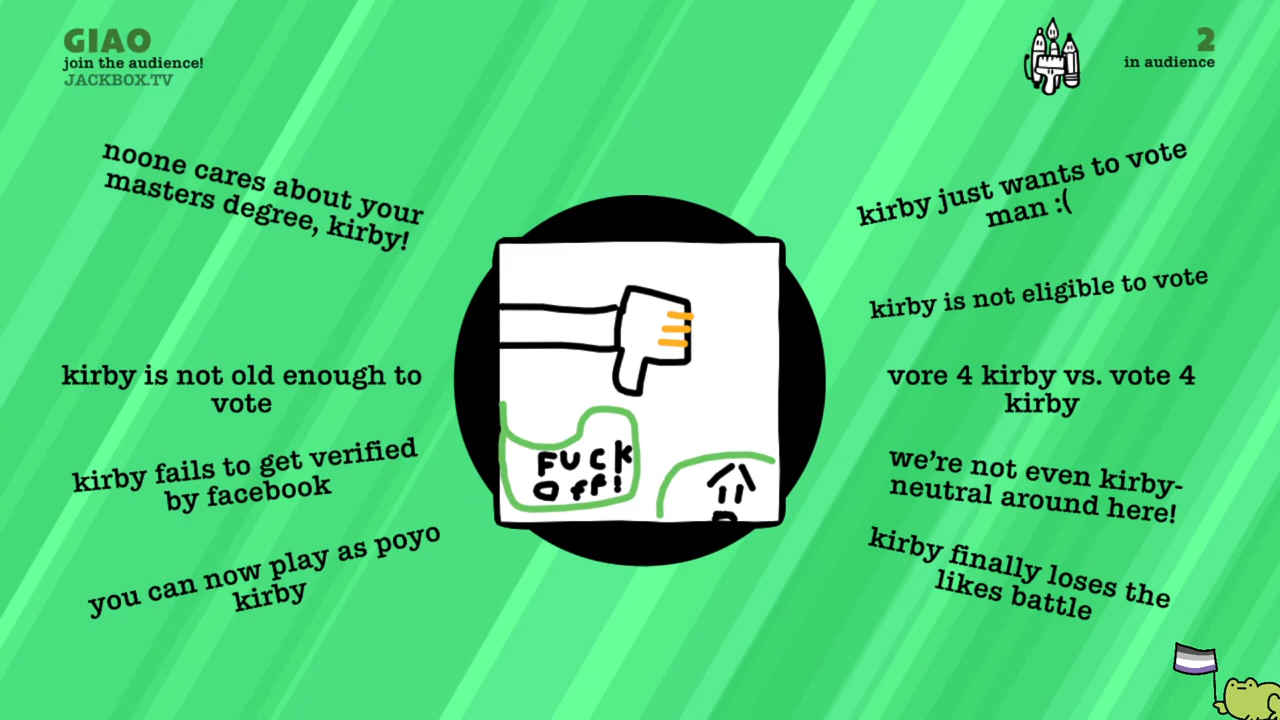 GIAO
join the audience!
JACKBOX.TV
2
in audience
noone cares about your
masters degree, kirby!
kirby is not old enough to
vote
kirby fails to get verified
by facebook
you can now play as poyo
kirby
FUCK
OFF!
kirby just wants to vote
man :(
kirby is not eligible to vote
vore 4 kirby vs. vote 4
kirby
we're not even kirby-
neutral around here!
kirby finally loses the
likes battle